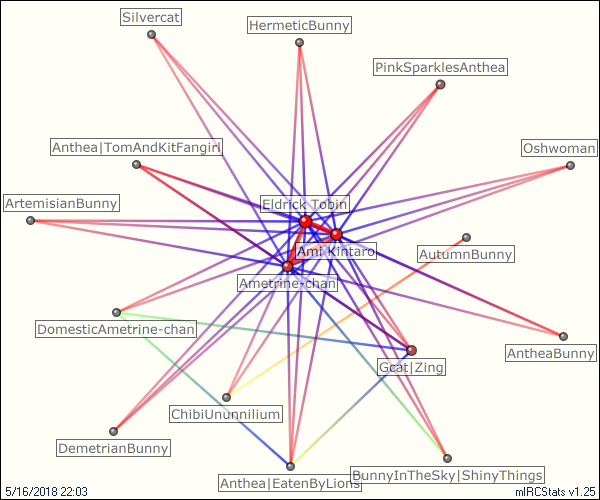 Silvercat
HermeticBunny
PinkSparklesAnthea
Anthea|TomAndKitFangirl
Oshwoman
ArtemisianBunny
Eldrick Tobin
Ami Kintaro
AutumnBunny
Ametrine-chan
DomesticAmetrine-chan
AntheaBunny
Gcat|Zing
ChibiUnunnilium
DemetrianBunny
Anthea|EatenByLions
BunnyInTheSky|ShinyThings
5/16/2018 22:03
mIRCStats v1.25